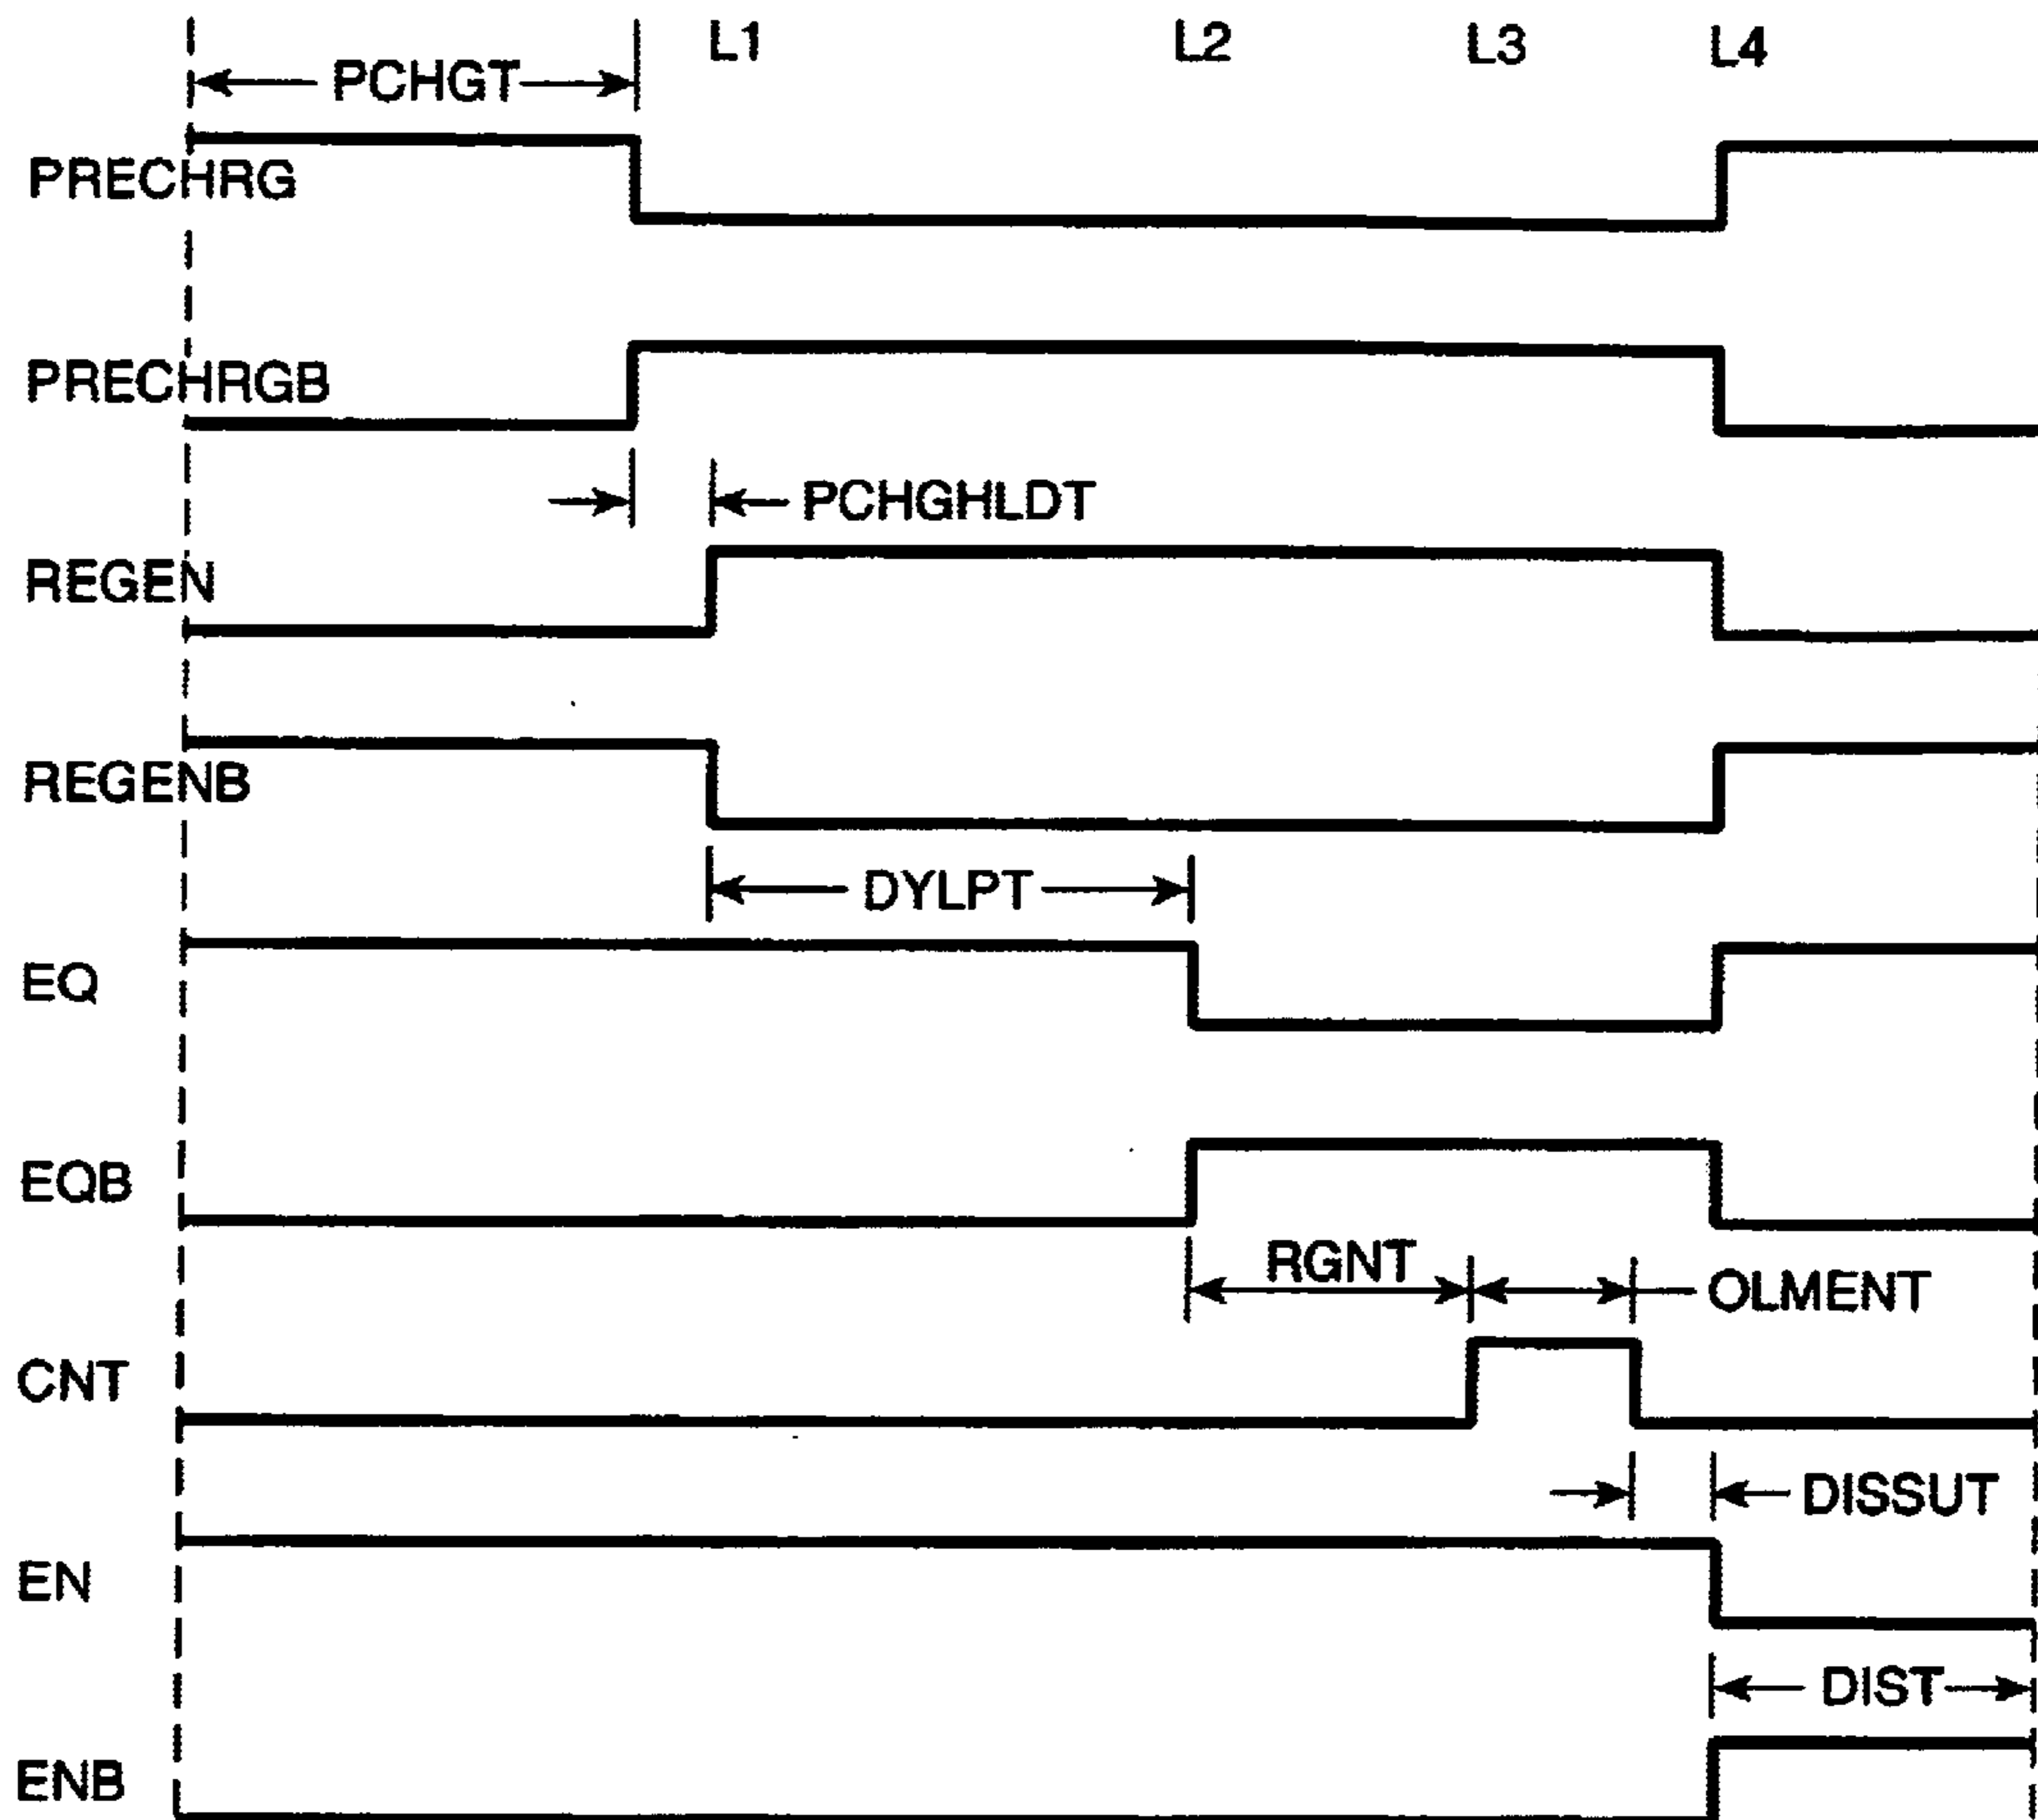 L1 L2 L3 L4
PCHGT
PRECHRG
PRECHRGB
PCHGHLDT
REGEN
REGENB
DYLPT
EQ
EQB
RGNT
OLMENT
CNT
DISSUT
EN
DIST
ENB